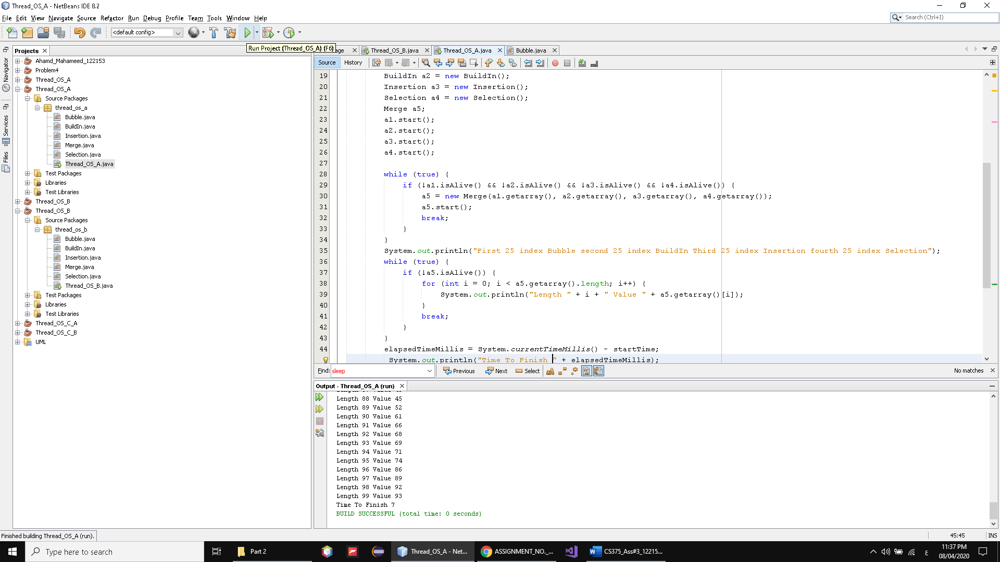 Thread_OS_A - NetBeans IDE 8.2
File Edit View Navigate Source Refactor Run Debug Profile Team Tools Window Help
Search (Ctrl+I)
<default config>
Run Project (Thread_OS_A) (F6)
Projects
Thread_OS_B.java
Thread_OS_A.java
Bubble.java
Source
History
Navigator
Services
Files
Ahamd_Mahameed_122153
Problem4
Thread_OS_A
Thread_OS_A
Source Packages
thread_os_a
Bubble.java
BuildIn.java
Insertion.java
Merge.java
Selection.java
Thread_OS_A.java
Test Packages
Libraries
Test Libraries
Thread_OS_B
Thread_OS_B
Source Packages
thread_os_b
Bubble.java
BuildIn.java
Insertion.java
Merge.java
Selection.java
Thread_OS_B.java
Test Packages
Libraries
Test Libraries
Thread_OS_C_A
Thread_OS_C_B
UML
19 BuildIn a2 = new BuildIn();
20 Insertion a3 = new Insertion();
21 Selection a4 = new Selection();
22 Merge a5;
23 a1.start();
24 a2.start();
25 a3.start();
26 a4.start();
27
28 while (true) {
29 if (!a1.isAlive() && !a2.isAlive() && !a3.isAlive() && !a4.isAlive()) {
30 a5 = new Merge(a1.getarray(), a2.getarray(), a3.getarray(), a4.getarray());
31 a5.start();
32 break;
33 }
34 }
35 System.out.println("First 25 index Bubble second 25 index BuildIn Third 25 index Insertion fourth 25 index Selection");
36 while (true) {
37 if (!a5.isAlive()) {
38 for (int i = 0; i < a5.getarray().length; i++) {
39 System.out.println("Length " + i + " Value " + a5.getarray()[i]);
40 }
41 break;
42 }
43 }
44 elapsedTimeMillis = System.currentTimeMillis() - startTime;
System.out.println("Time To Finish " + elapsedTimeMillis);
Find: sleep
Previous Next Select
No matches
Output - Thread_OS_A (run)
Length 88 Value 45
Length 89 Value 52
Length 90 Value 61
Length 91 Value 66
Length 92 Value 68
Length 93 Value 69
Length 94 Value 71
Length 95 Value 74
Length 96 Value 86
Length 97 Value 89
Length 98 Value 92
Length 99 Value 93
Time To Finish 7
BUILD SUCCESSFUL (total time: 0 seconds)
Finished building Thread_OS_A (run).
45:45
INS
Type here to search
Part 2
Thread_OS_A - Net...
ASSIGNMENT_NO._...
CS375_Ass#3_12215...
ع
11:37 PM
08/04/2020